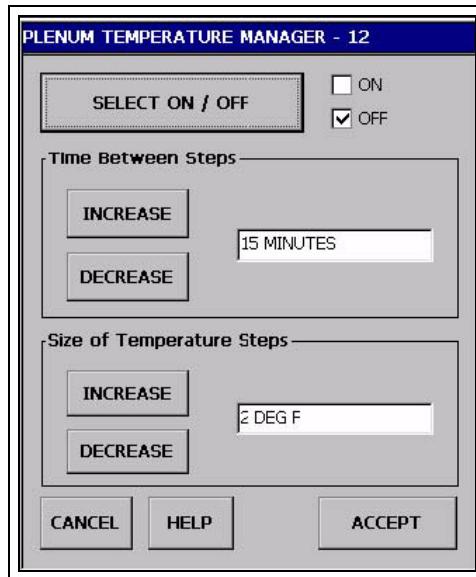 PLENUM TEMPERATURE MANAGER - 12
SELECT ON / OFF
ON
OFF
Time Between Steps
INCREASE
15 MINUTES
DECREASE
Size of Temperature Steps
INCREASE
2 DEG F
DECREASE
CANCEL
HELP
ACCEPT